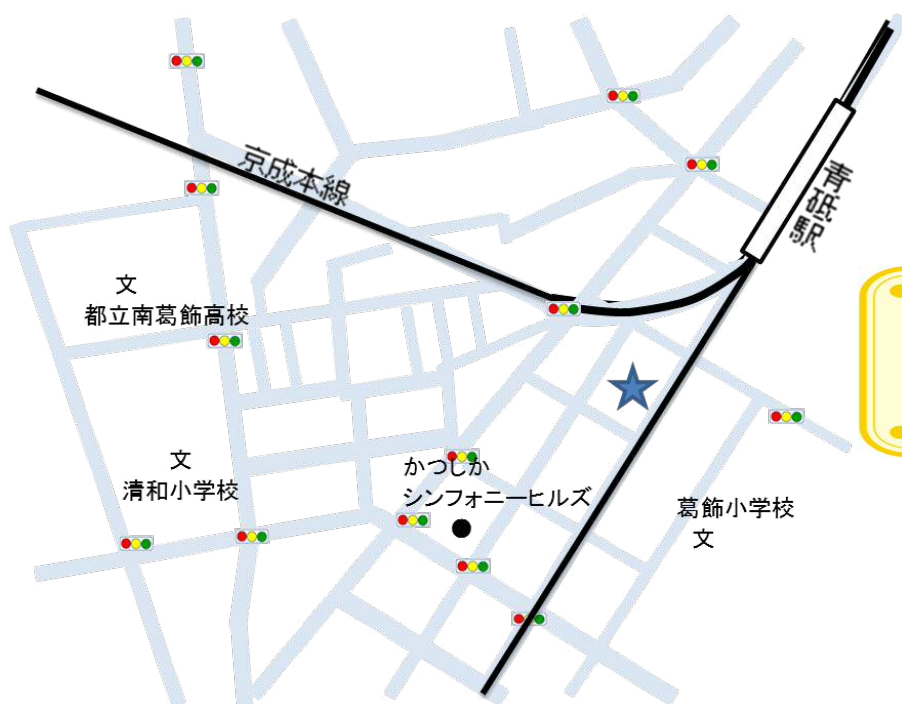 京成本線
青砥駅
文
都立南葛飾高校
文
清和小学校
かつしか
シンフォニーヒルズ
葛飾小学校
文